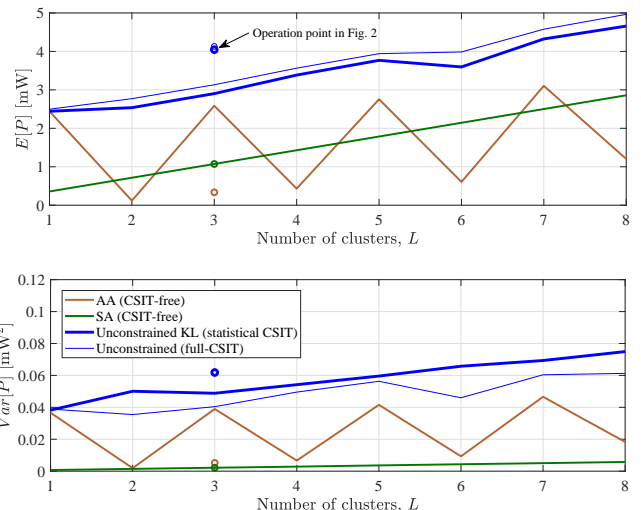 5
4
3
2
1
0
E[P] [mW]
Operation point in Fig. 2
1 2 3 4 5 6 7 8
Number of clusters, L
0.12
0.1
0.08
0.06
0.04
0.02
0
Var[P] [mW²]
AA (CSIT-free)
SA (CSIT-free)
Unconstrained KL (statistical CSIT)
Unconstrained (full-CSIT)
1 2 3 4 5 6 7 8
Number of clusters, L